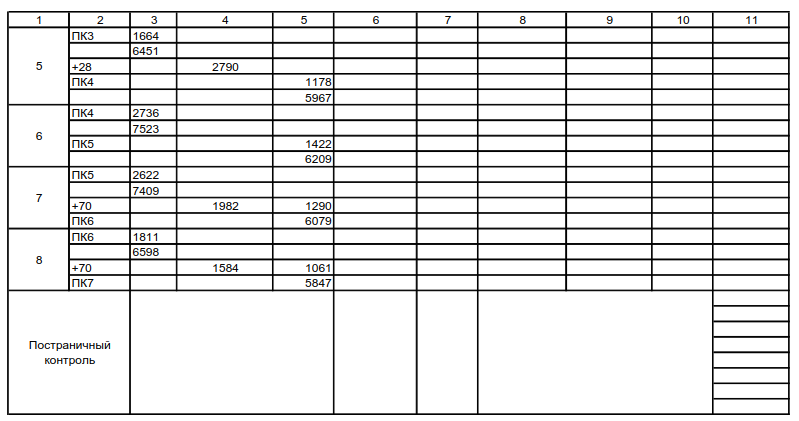 1 2 3 4 5 6 7 8 9 10 11
ПК3 1664
6451
5
+28 2790
ПК4 1178
5967
ПК4 2736
7523
6
ПК5 1422
6209
ПК5 2622
7409
7
+70 1982 1290
ПК6 6079
ПК6 1811
6598
8
+70 1584 1061
ПК7 5847
Постраничный
контроль